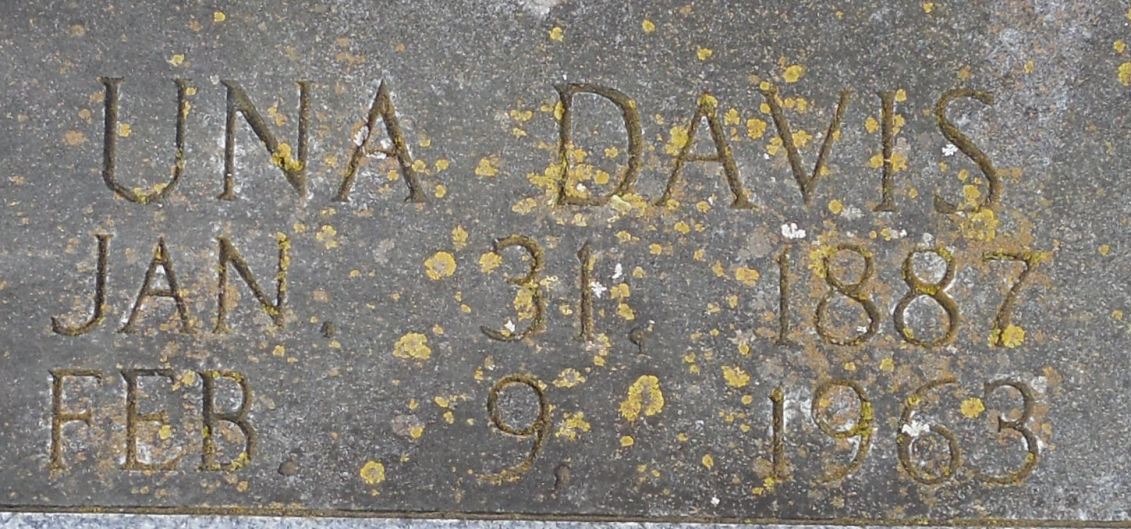 UNA DAVIS
JAN. 31, 1887
FEB. 9, 1963